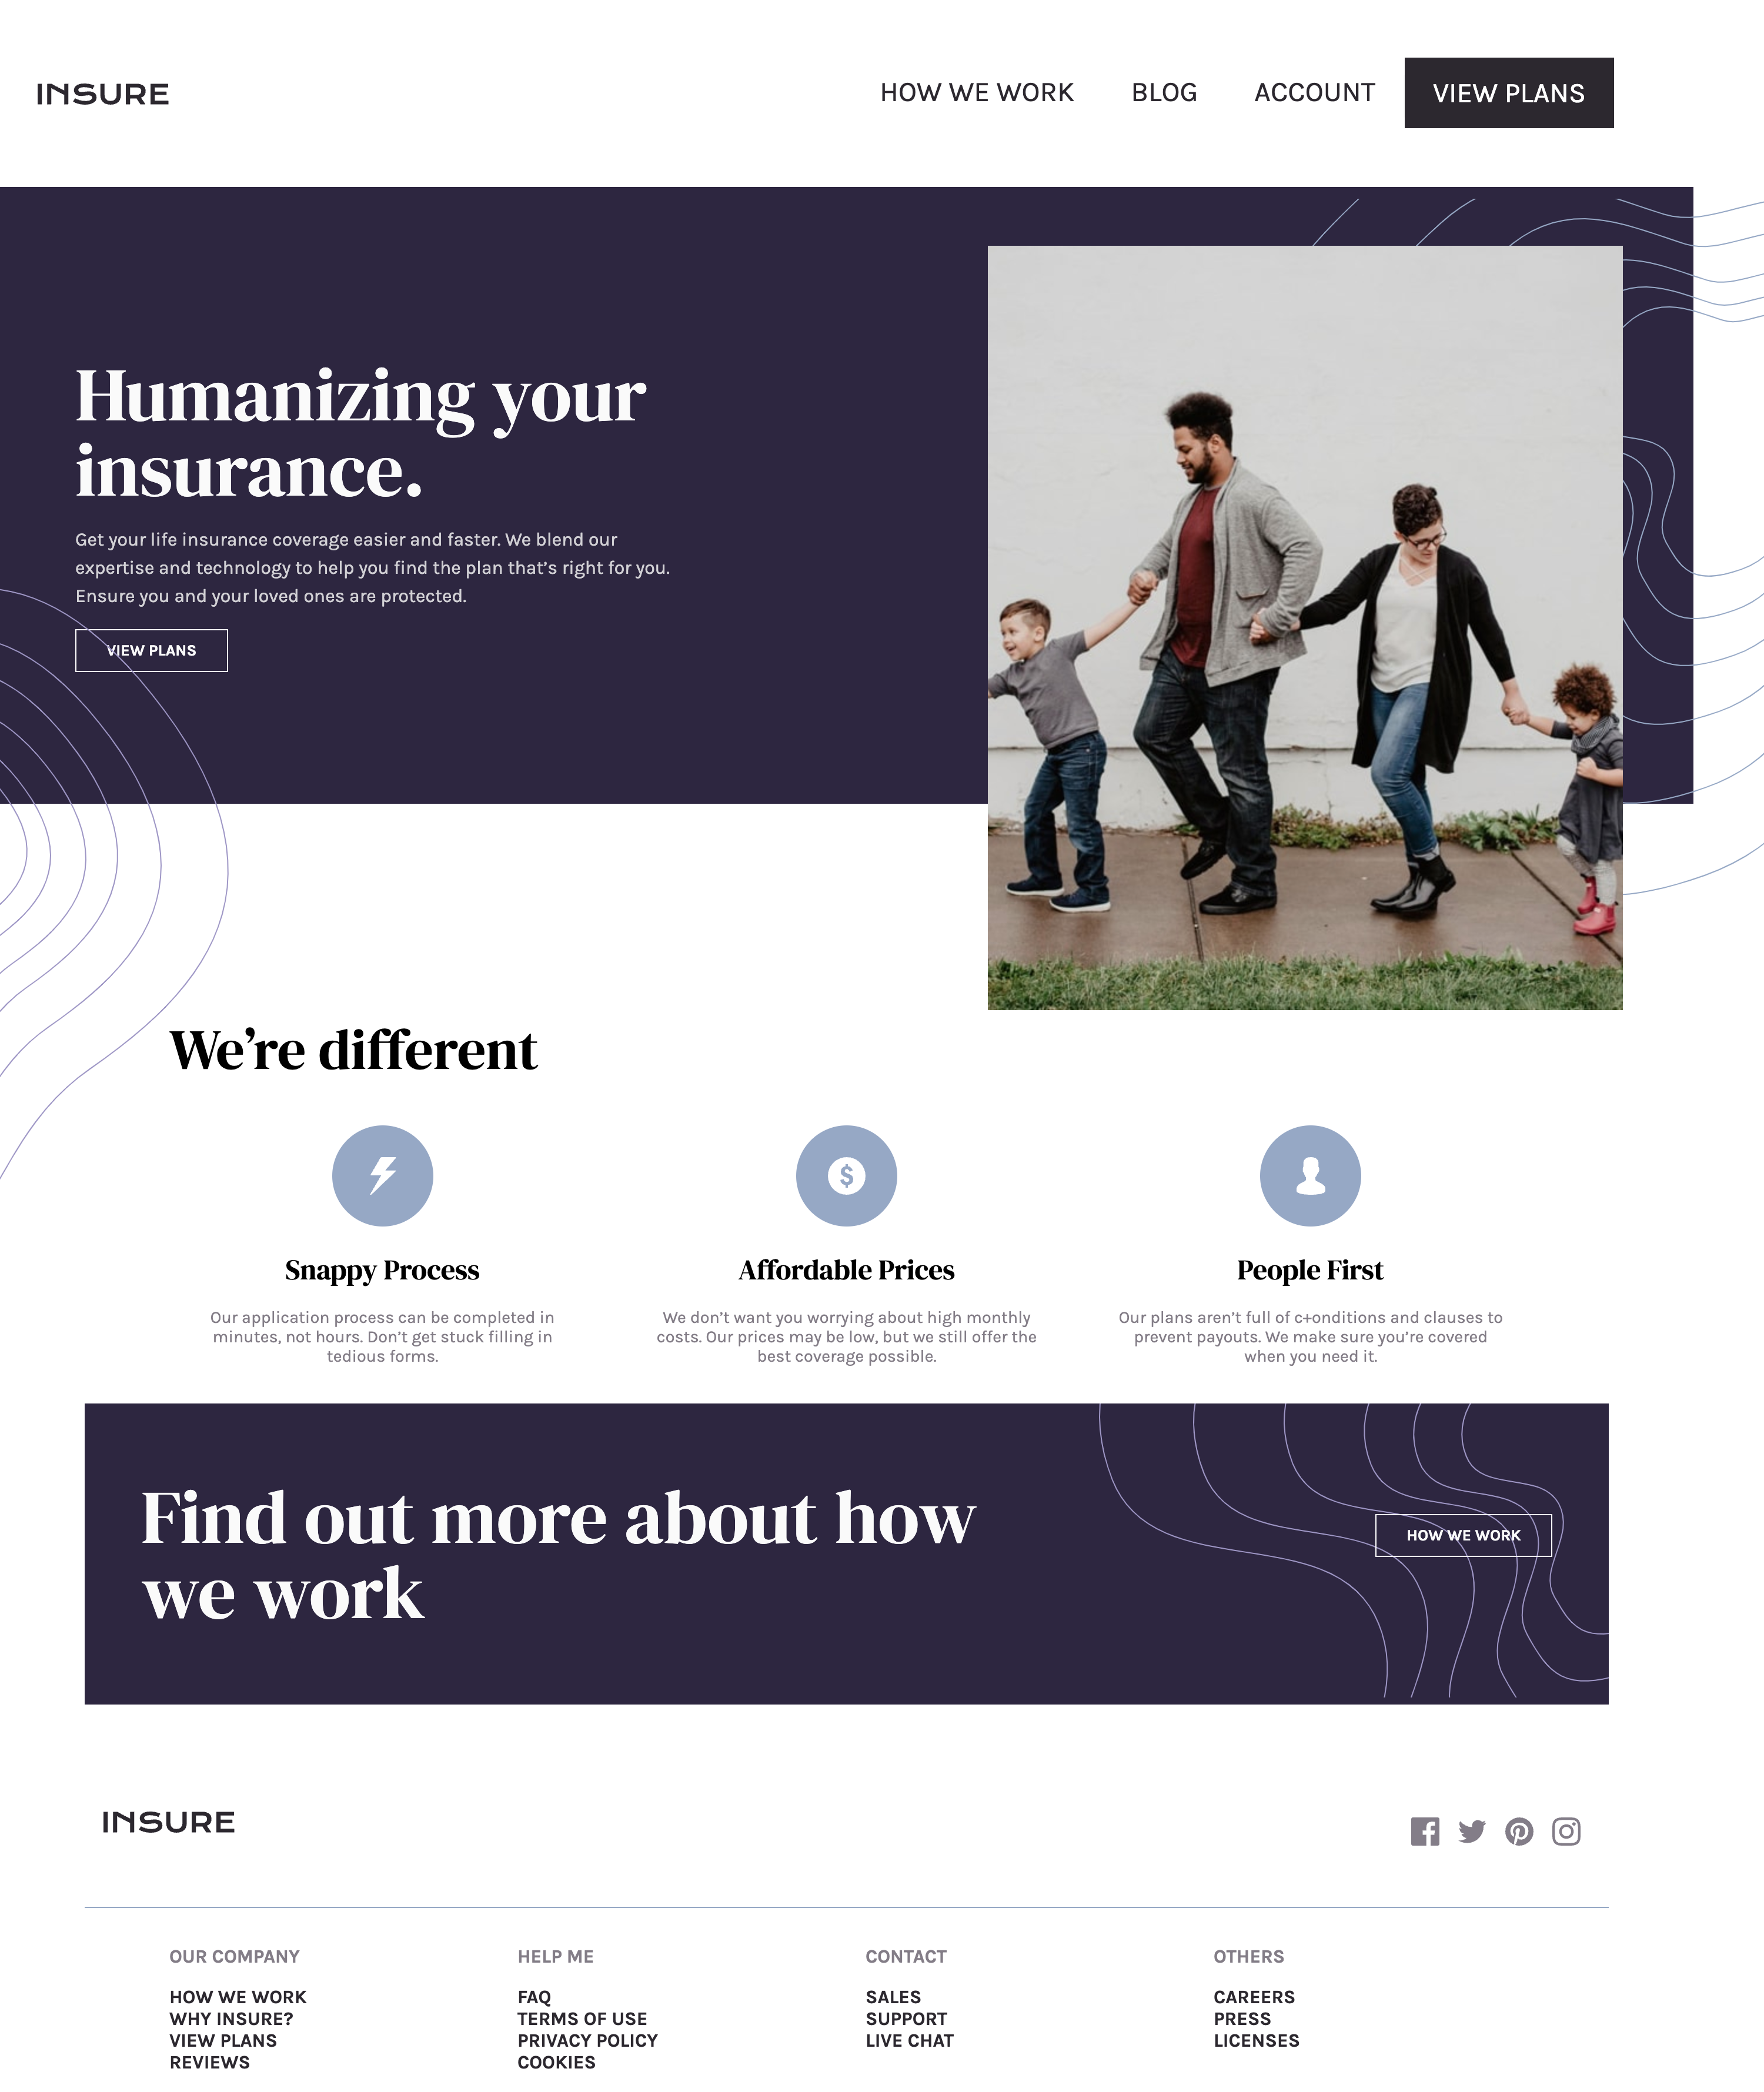 INSURE
HOW WE WORK
BLOG
ACCOUNT
VIEW PLANS
Humanizing your
insurance.
Get your life insurance coverage easier and faster. We blend our
expertise and technology to help you find the plan that’s right for you.
Ensure you and your loved ones are protected.
VIEW PLANS
We’re different
Snappy Process
Our application process can be completed in
minutes, not hours. Don’t get stuck filling in
tedious forms.
Affordable Prices
We don’t want you worrying about high monthly
costs. Our prices may be low, but we still offer the
best coverage possible.
People First
Our plans aren’t full of c+onditions and clauses to
prevent payouts. We make sure you’re covered
when you need it.
Find out more about how
we work
HOW WE WORK
INSURE
OUR COMPANY
HOW WE WORK
WHY INSURE?
VIEW PLANS
REVIEWS
HELP ME
FAQ
TERMS OF USE
PRIVACY POLICY
COOKIES
CONTACT
SALES
SUPPORT
LIVE CHAT
OTHERS
CAREERS
PRESS
LICENSES